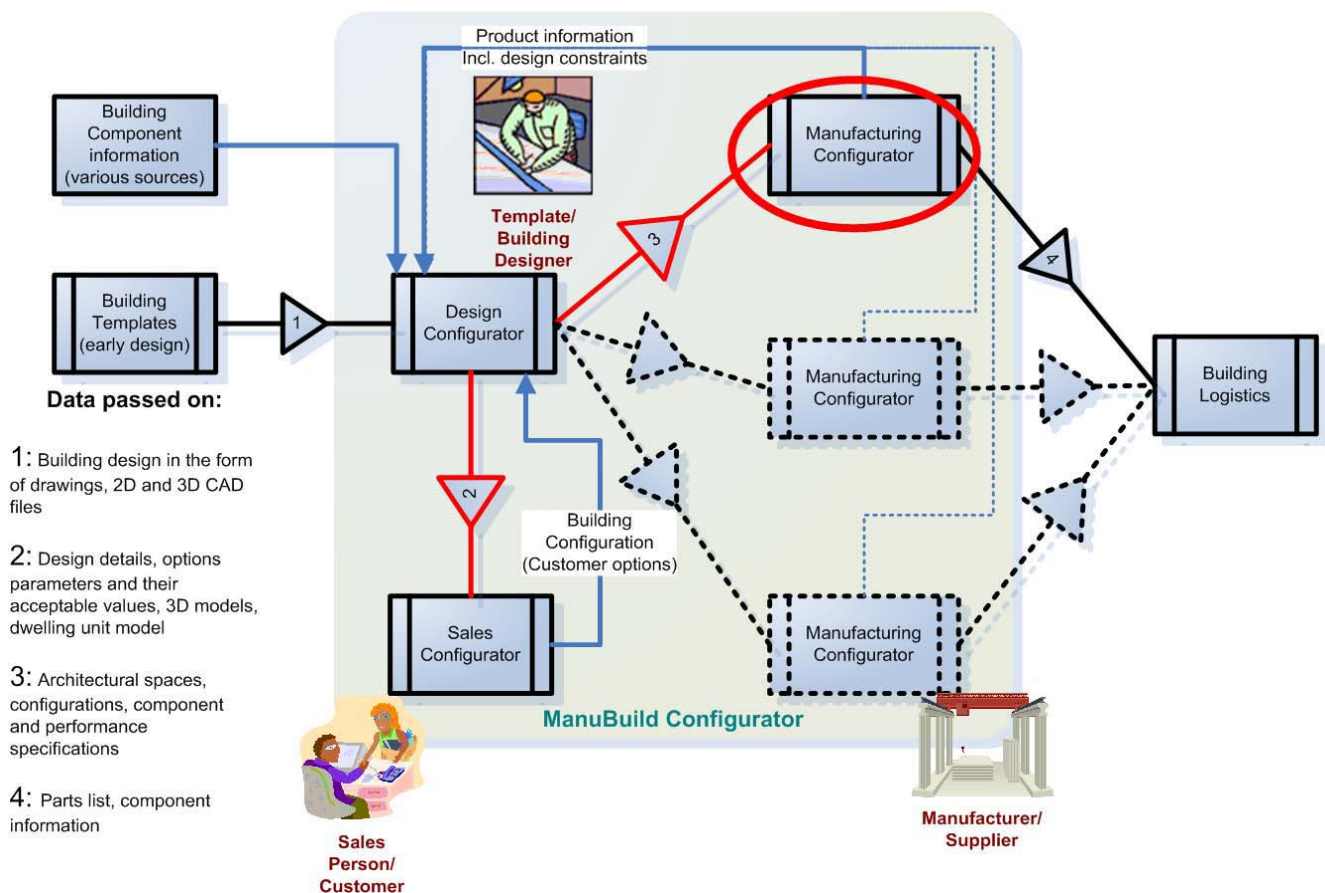 Product information
Incl. design constraints
Building
Component
information
(various sources)
Manufacturing
Configurator
Template/
Building
Designer
3
4
Building
Templates
(early design)
1
Design
Configurator
Manufacturing
Configurator
Building
Logistics
Data passed on:
1: Building design in the form
of drawings, 2D and 3D CAD
files
2: Design details, options
parameters and their
acceptable values, 3D models,
dwelling unit model
3: Architectural spaces,
configurations, component
and performance
specifications
4: Parts list, component
information
2
Building
Configuration
(Customer options)
Sales
Configurator
Manufacturing
Configurator
ManuBuild Configurator
Sales
Person/
Customer
Manufacturer/
Supplier